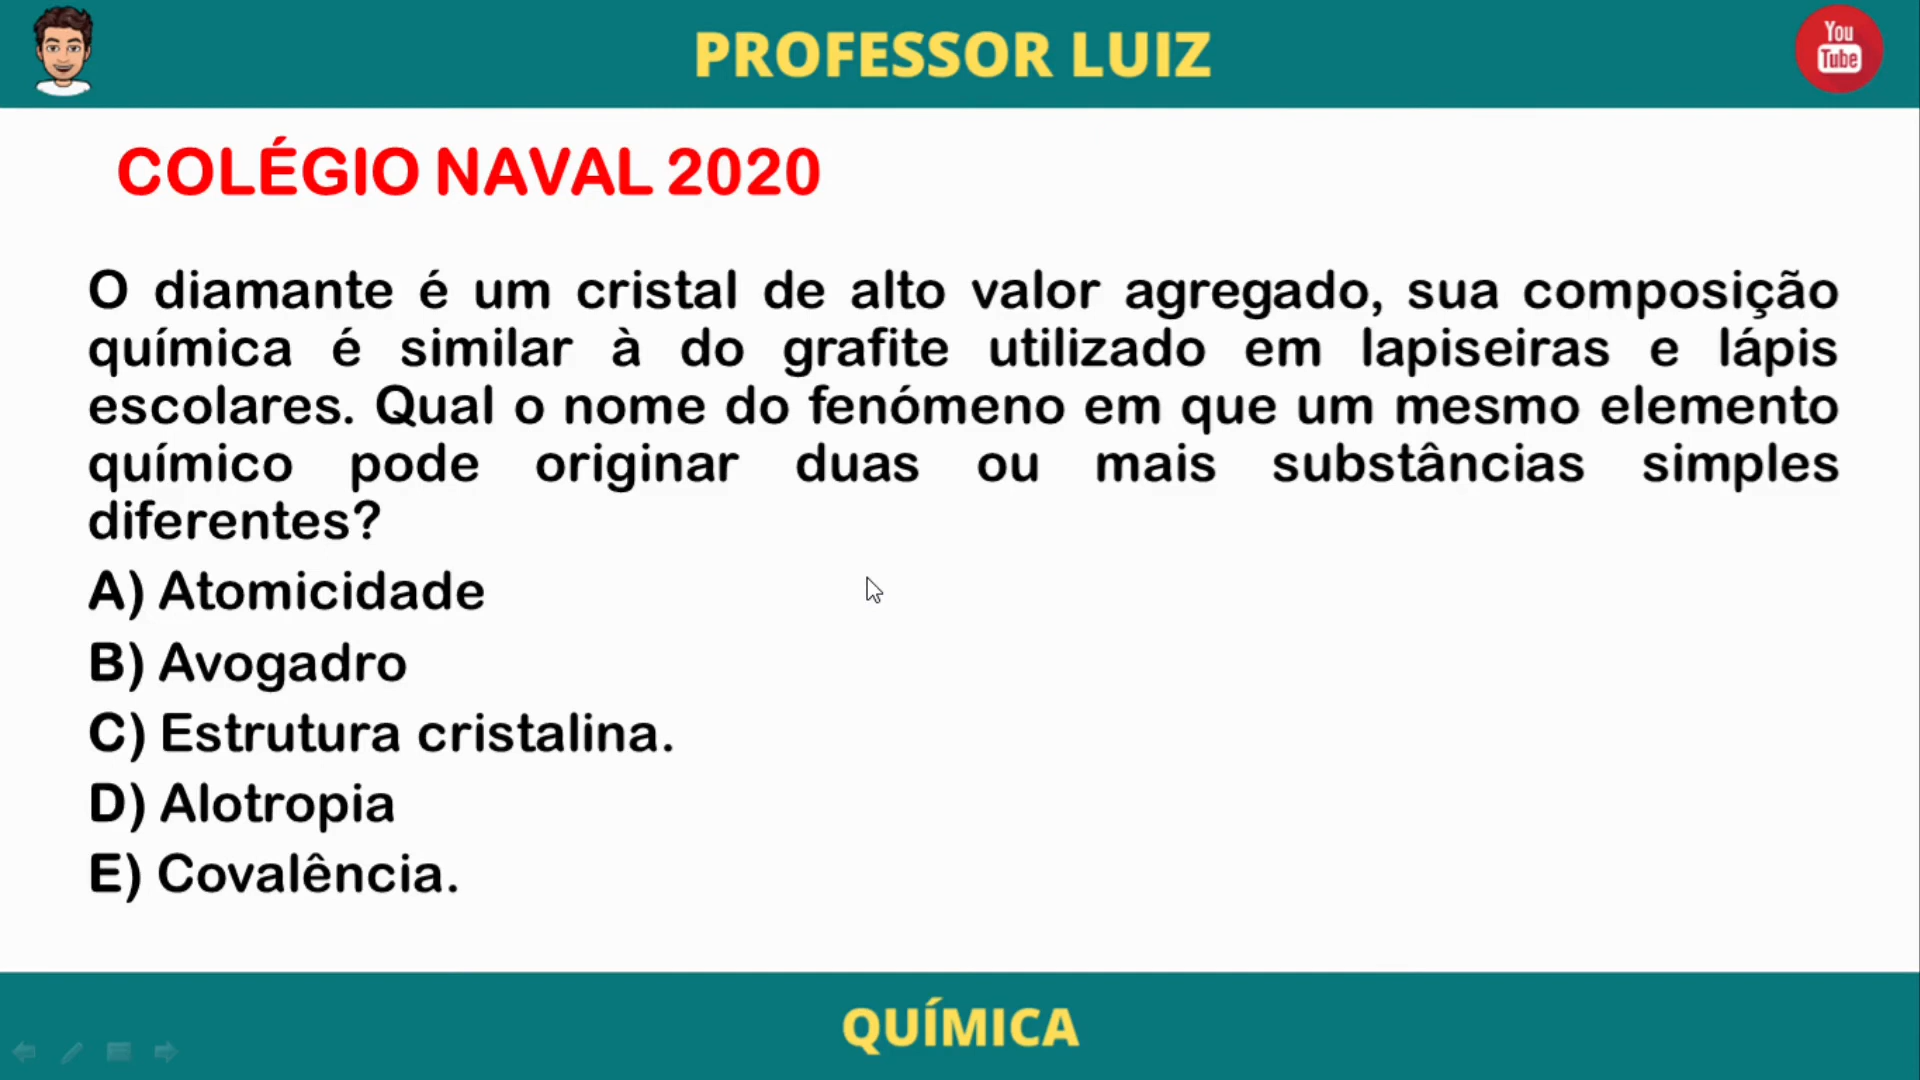 PROFESSOR LUIZ
You
Tube
COLÉGIO NAVAL 2020
O diamante é um cristal de alto valor agregado, sua composição
química é similar à do grafite utilizado em lapiseiras e lápis
escolares. Qual o nome do fenómeno em que um mesmo elemento
químico pode originar duas ou mais substâncias simples
diferentes?
A) Atomicidade
B) Avogadro
C) Estrutura cristalina.
D) Alotropia
E) Covalência.
QUÍMICA